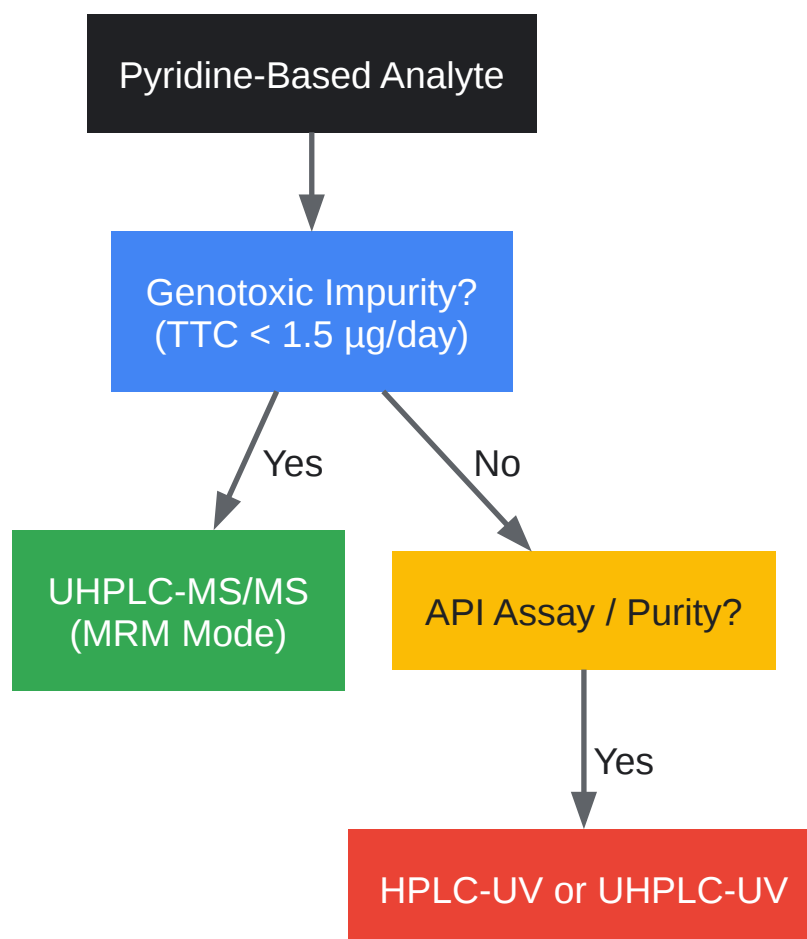 Pyridine-Based Analyte
Genotoxic Impurity?
(TTC < 1.5 µg/day)
Yes
No
UHPLC-MS/MS
(MRM Mode)
API Assay / Purity?
Yes
HPLC-UV or UHPLC-UV